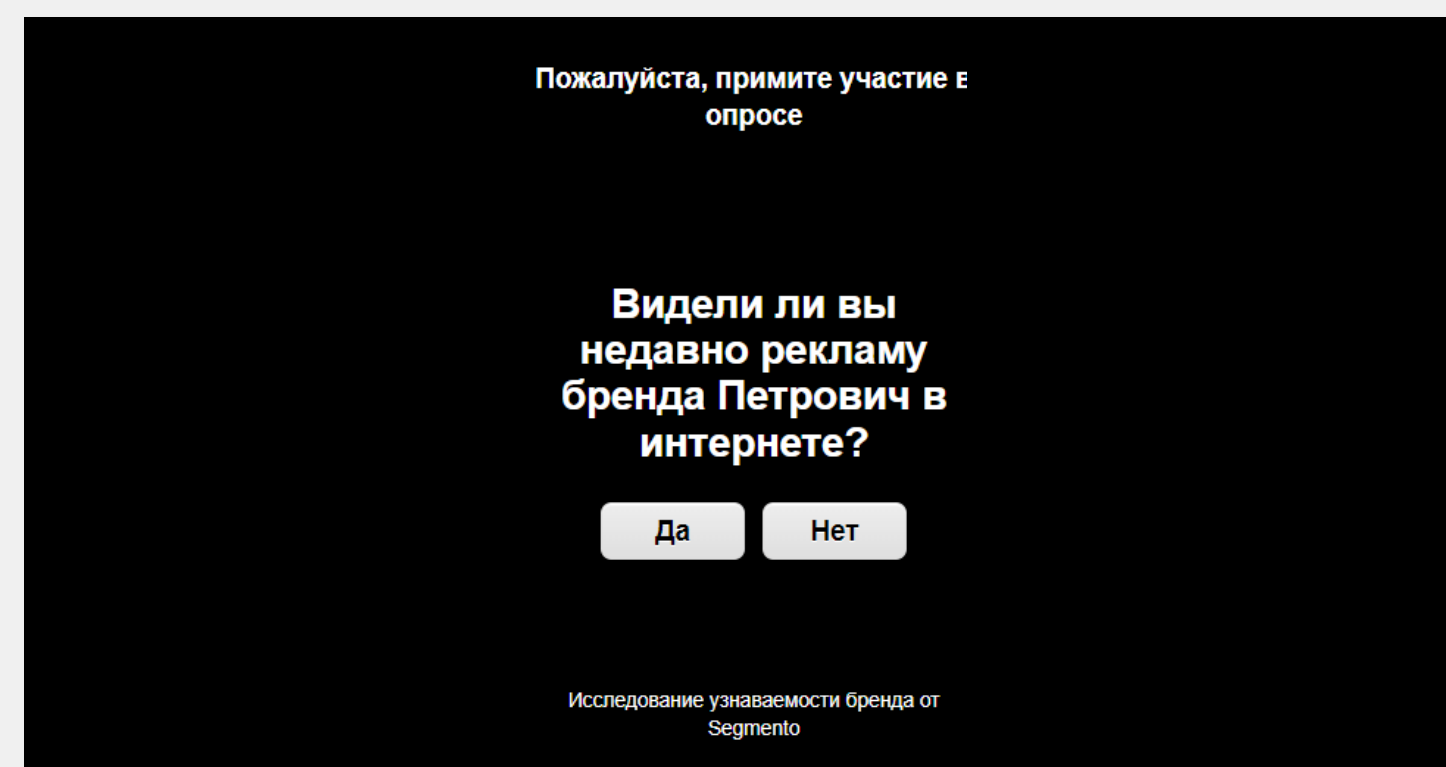 Пожалуйста, примите участие в
опросе
Видели ли вы
недавно рекламу
бренда Петрович в
интернете?
Да
Нет
Исследование узнаваемости бренда от
Segmento